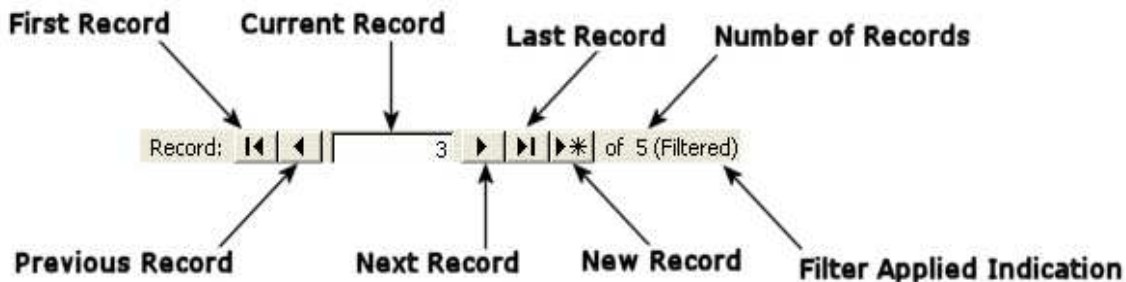 First Record Current Record Last Record Number of Records
Record: 3 of 5 (Filtered)
Previous Record Next Record New Record Filter Applied Indication